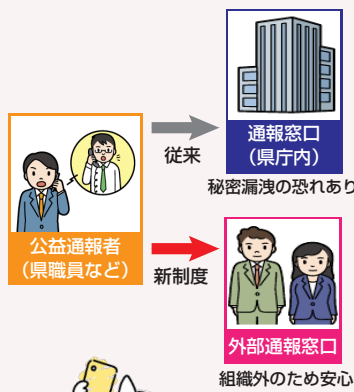 通報窓口
（県庁内）
従来
秘密漏洩の恐れあり
公益通報者
（県職員など）
新制度
外部通報窓口
組織外のため安心